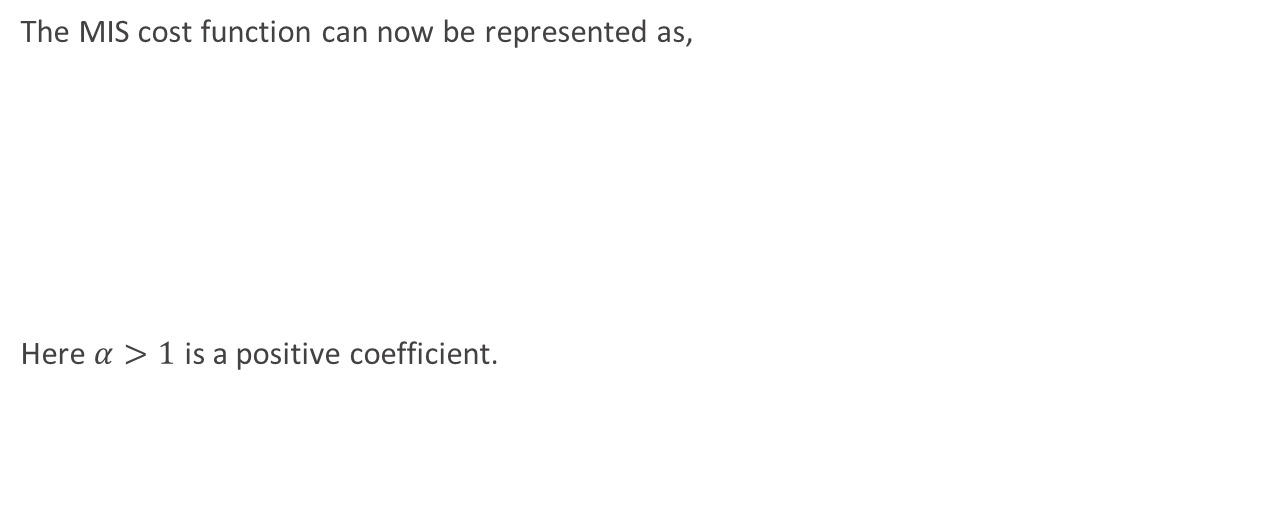 The MIS cost function can now be represented as,
Here α > 1 is a positive coefficient.